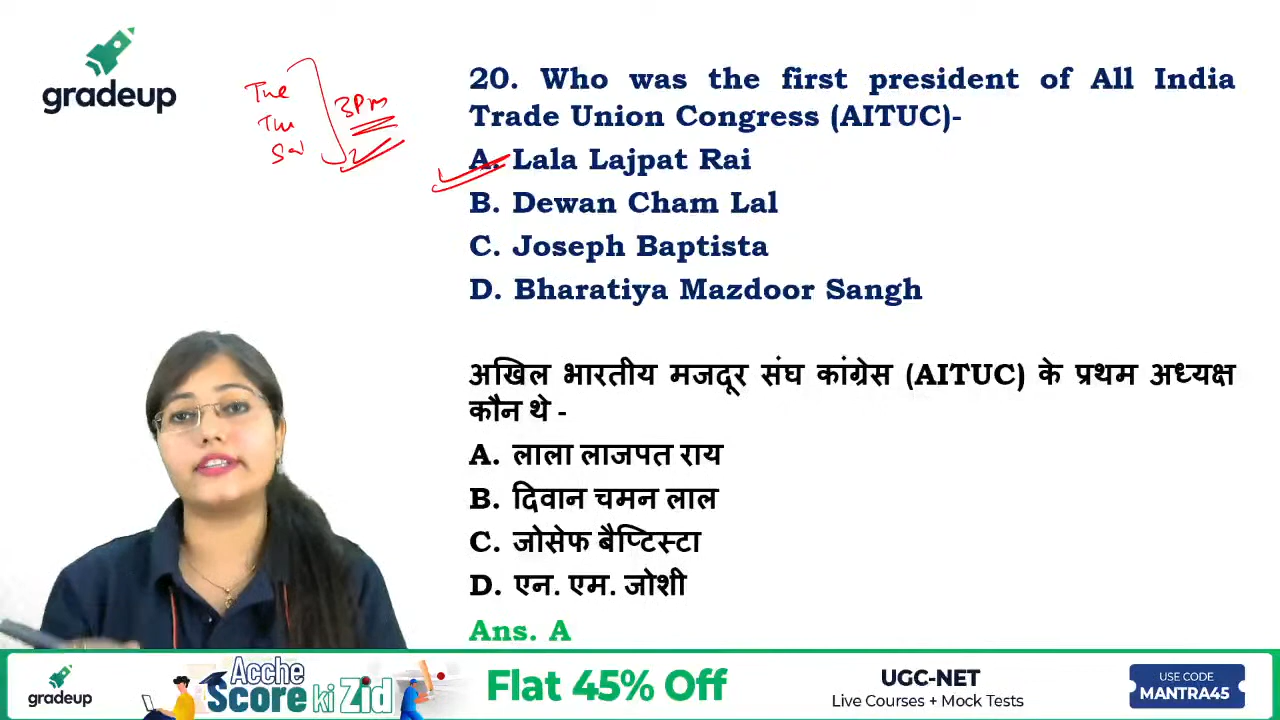 gradeup
Tue
Thu
Sat
3Pm
20. Who was the first president of All India
Trade Union Congress (AITUC)-
A. Lala Lajpat Rai
B. Dewan Cham Lal
C. Joseph Baptista
D. Bharatiya Mazdoor Sangh
अखिल भारतीय मजदूर संघ कांग्रेस (AITUC) के प्रथम अध्यक्ष
कौन थे -
A. लाला लाजपत राय
B. दिवान चमन लाल
C. जोसेफ बैप्टिस्टा
D. एन. एम. जोशी
Ans. A
gradeup
Acche
Score ki Zid
Flat 45% Off
UGC-NET
Live Courses + Mock Tests
USE CODE
MANTRA45